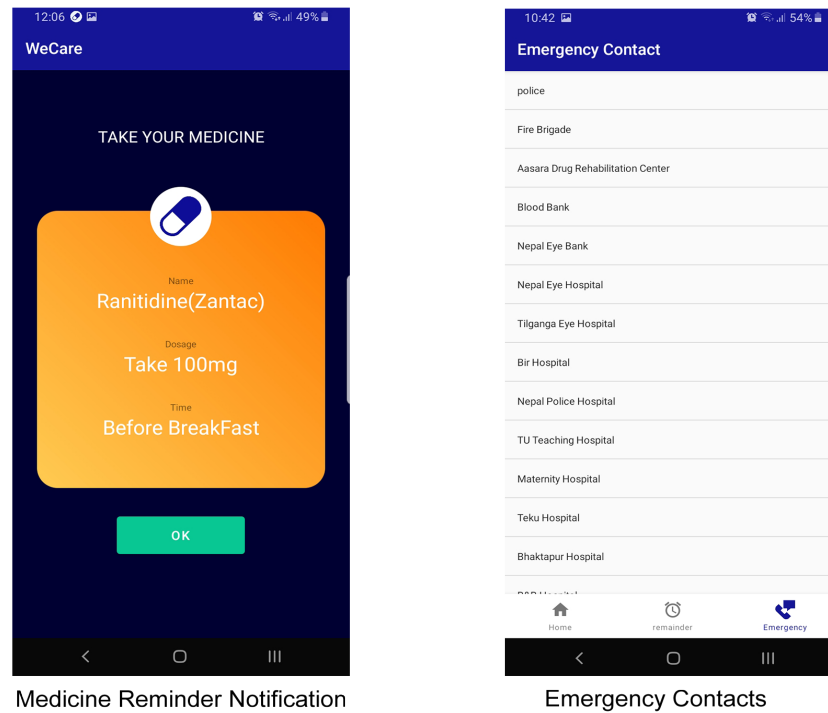 12:06 49%
WeCare
TAKE YOUR MEDICINE
Name
Ranitidine(Zantac)
Dosage
Take 100mg
Time
Before BreakFast
OK
Medicine Reminder Notification
10:42 54%
Emergency Contact
police
Fire Brigade
Aasara Drug Rehabilitation Center
Blood Bank
Nepal Eye Bank
Nepal Eye Hospital
Tilganga Eye Hospital
Bir Hospital
Nepal Police Hospital
TU Teaching Hospital
Maternity Hospital
Teku Hospital
Bhaktapur Hospital
Home remainder Emergency
Emergency Contacts